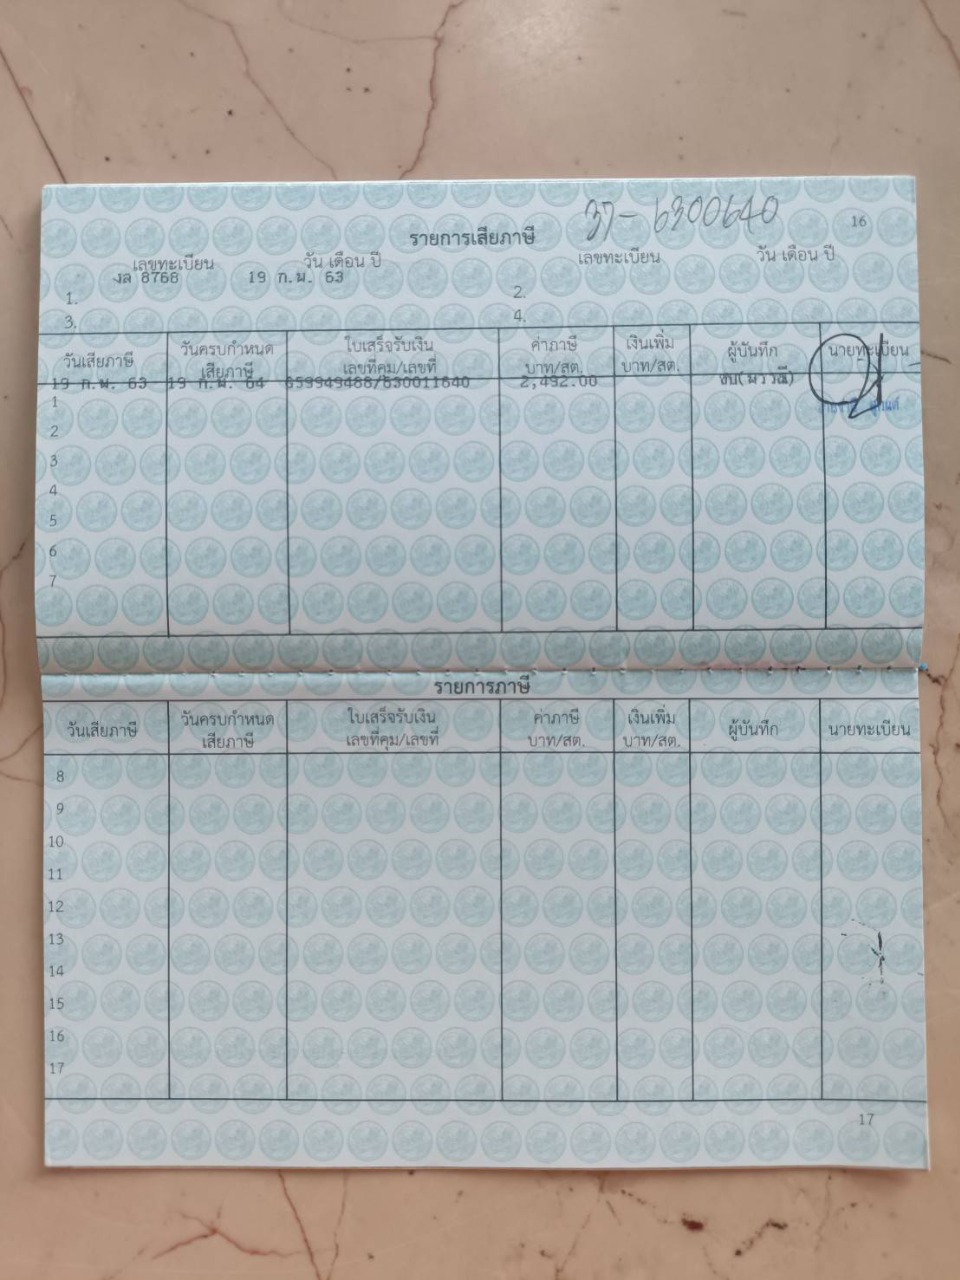 37-6300640
16
รายการเสียภาษี
เลขทะเบียน วัน เดือน ปี เลขทะเบียน วัน เดือน ปี
งล 8768 19 ก.พ. 63
1. 2.
3. 4.
วันเสียภาษี วันครบกำหนด ใบเสร็จรับเงิน ค่าภาษี เงินเพิ่ม ผู้บันทึก นายทะเบียน
เสียภาษี เลขที่คุม/เลขที่ บาท/สต. บาท/สต.
19 ก.พ. 63 19 ก.พ. 64 659949488/630011640 2,492.00
1
2
3
4
5
6
7
รายการภาษี
วันเสียภาษี วันครบกำหนด ใบเสร็จรับเงิน ค่าภาษี เงินเพิ่ม ผู้บันทึก นายทะเบียน
เสียภาษี เลขที่คุม/เลขที่ บาท/สต. บาท/สต.
8
9
10
11
12
13
14
15
16
17
17